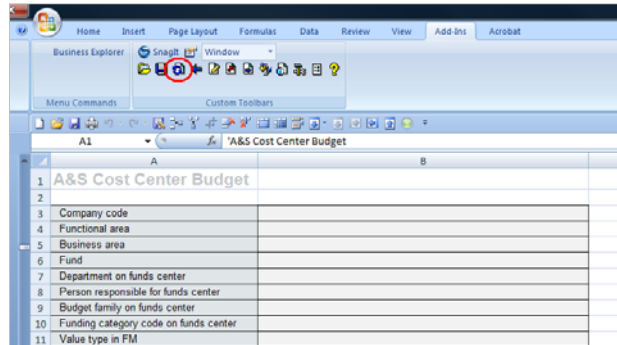 Home Insert Page Layout Formulas Data Review View Add-Ins Acrobat
Business Explorer SnagIt Window
Menu Commands Custom Toolbars
A1 fx 'A&S Cost Center Budget
A B
1 A&S Cost Center Budget
2
3 Company code
4 Functional area
5 Business area
6 Fund
7 Department on funds center
8 Person responsible for funds center
9 Budget family on funds center
10 Funding category code on funds center
11 Value type in FM